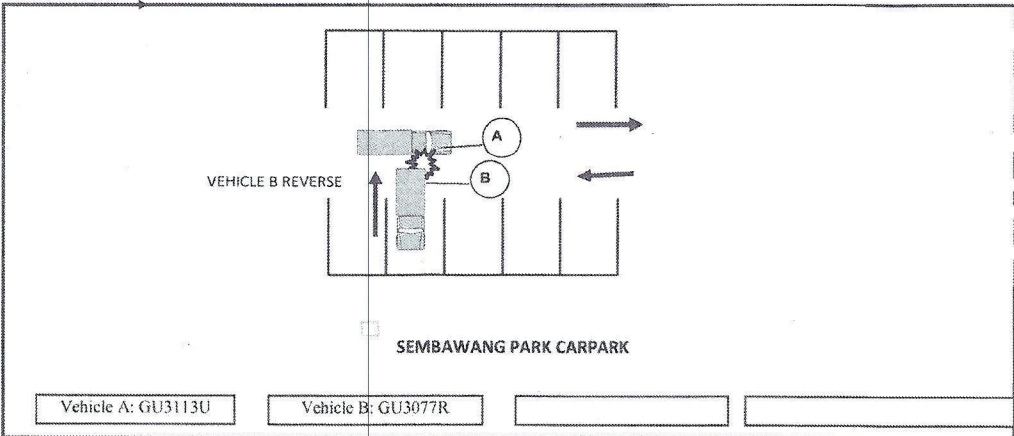 A
B
VEHICLE B REVERSE
SEMBAWANG PARK CARPARK
Vehicle A: GU3113U
Vehicle B: GU3077R